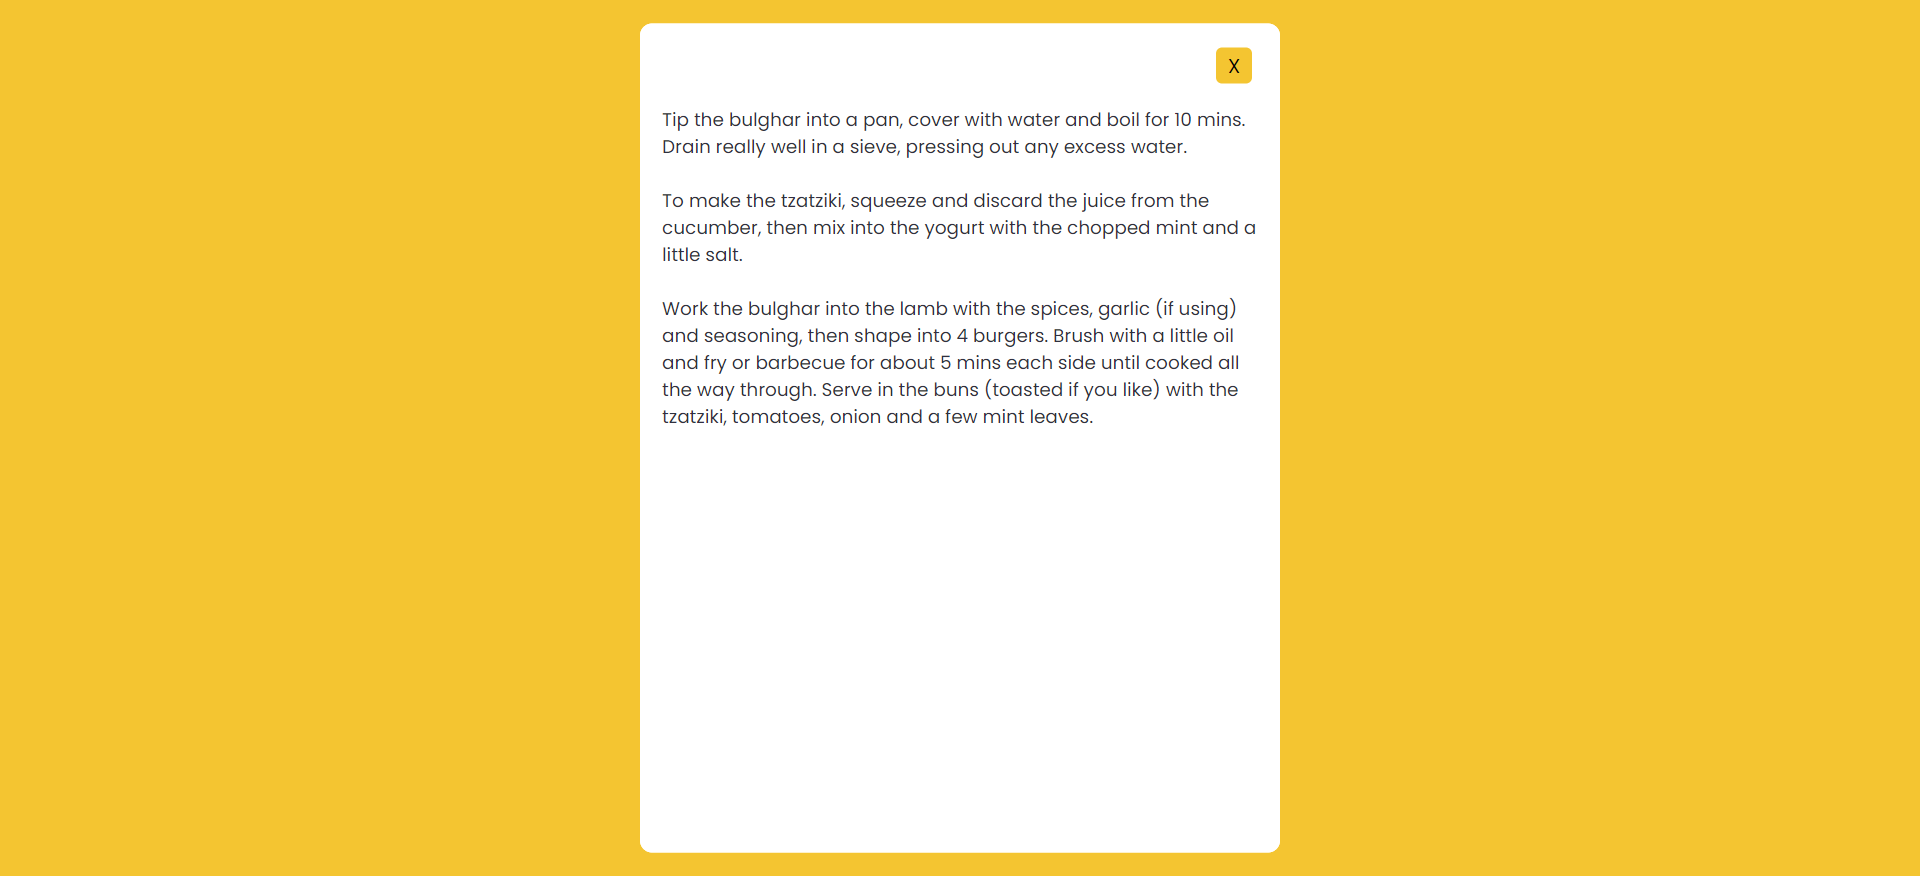 X
Tip the bulghar into a pan, cover with water and boil for 10 mins.
Drain really well in a sieve, pressing out any excess water.
To make the tzatziki, squeeze and discard the juice from the
cucumber, then mix into the yogurt with the chopped mint and a
little salt.
Work the bulghar into the lamb with the spices, garlic (if using)
and seasoning, then shape into 4 burgers. Brush with a little oil
and fry or barbecue for about 5 mins each side until cooked all
the way through. Serve in the buns (toasted if you like) with the
tzatziki, tomatoes, onion and a few mint leaves.